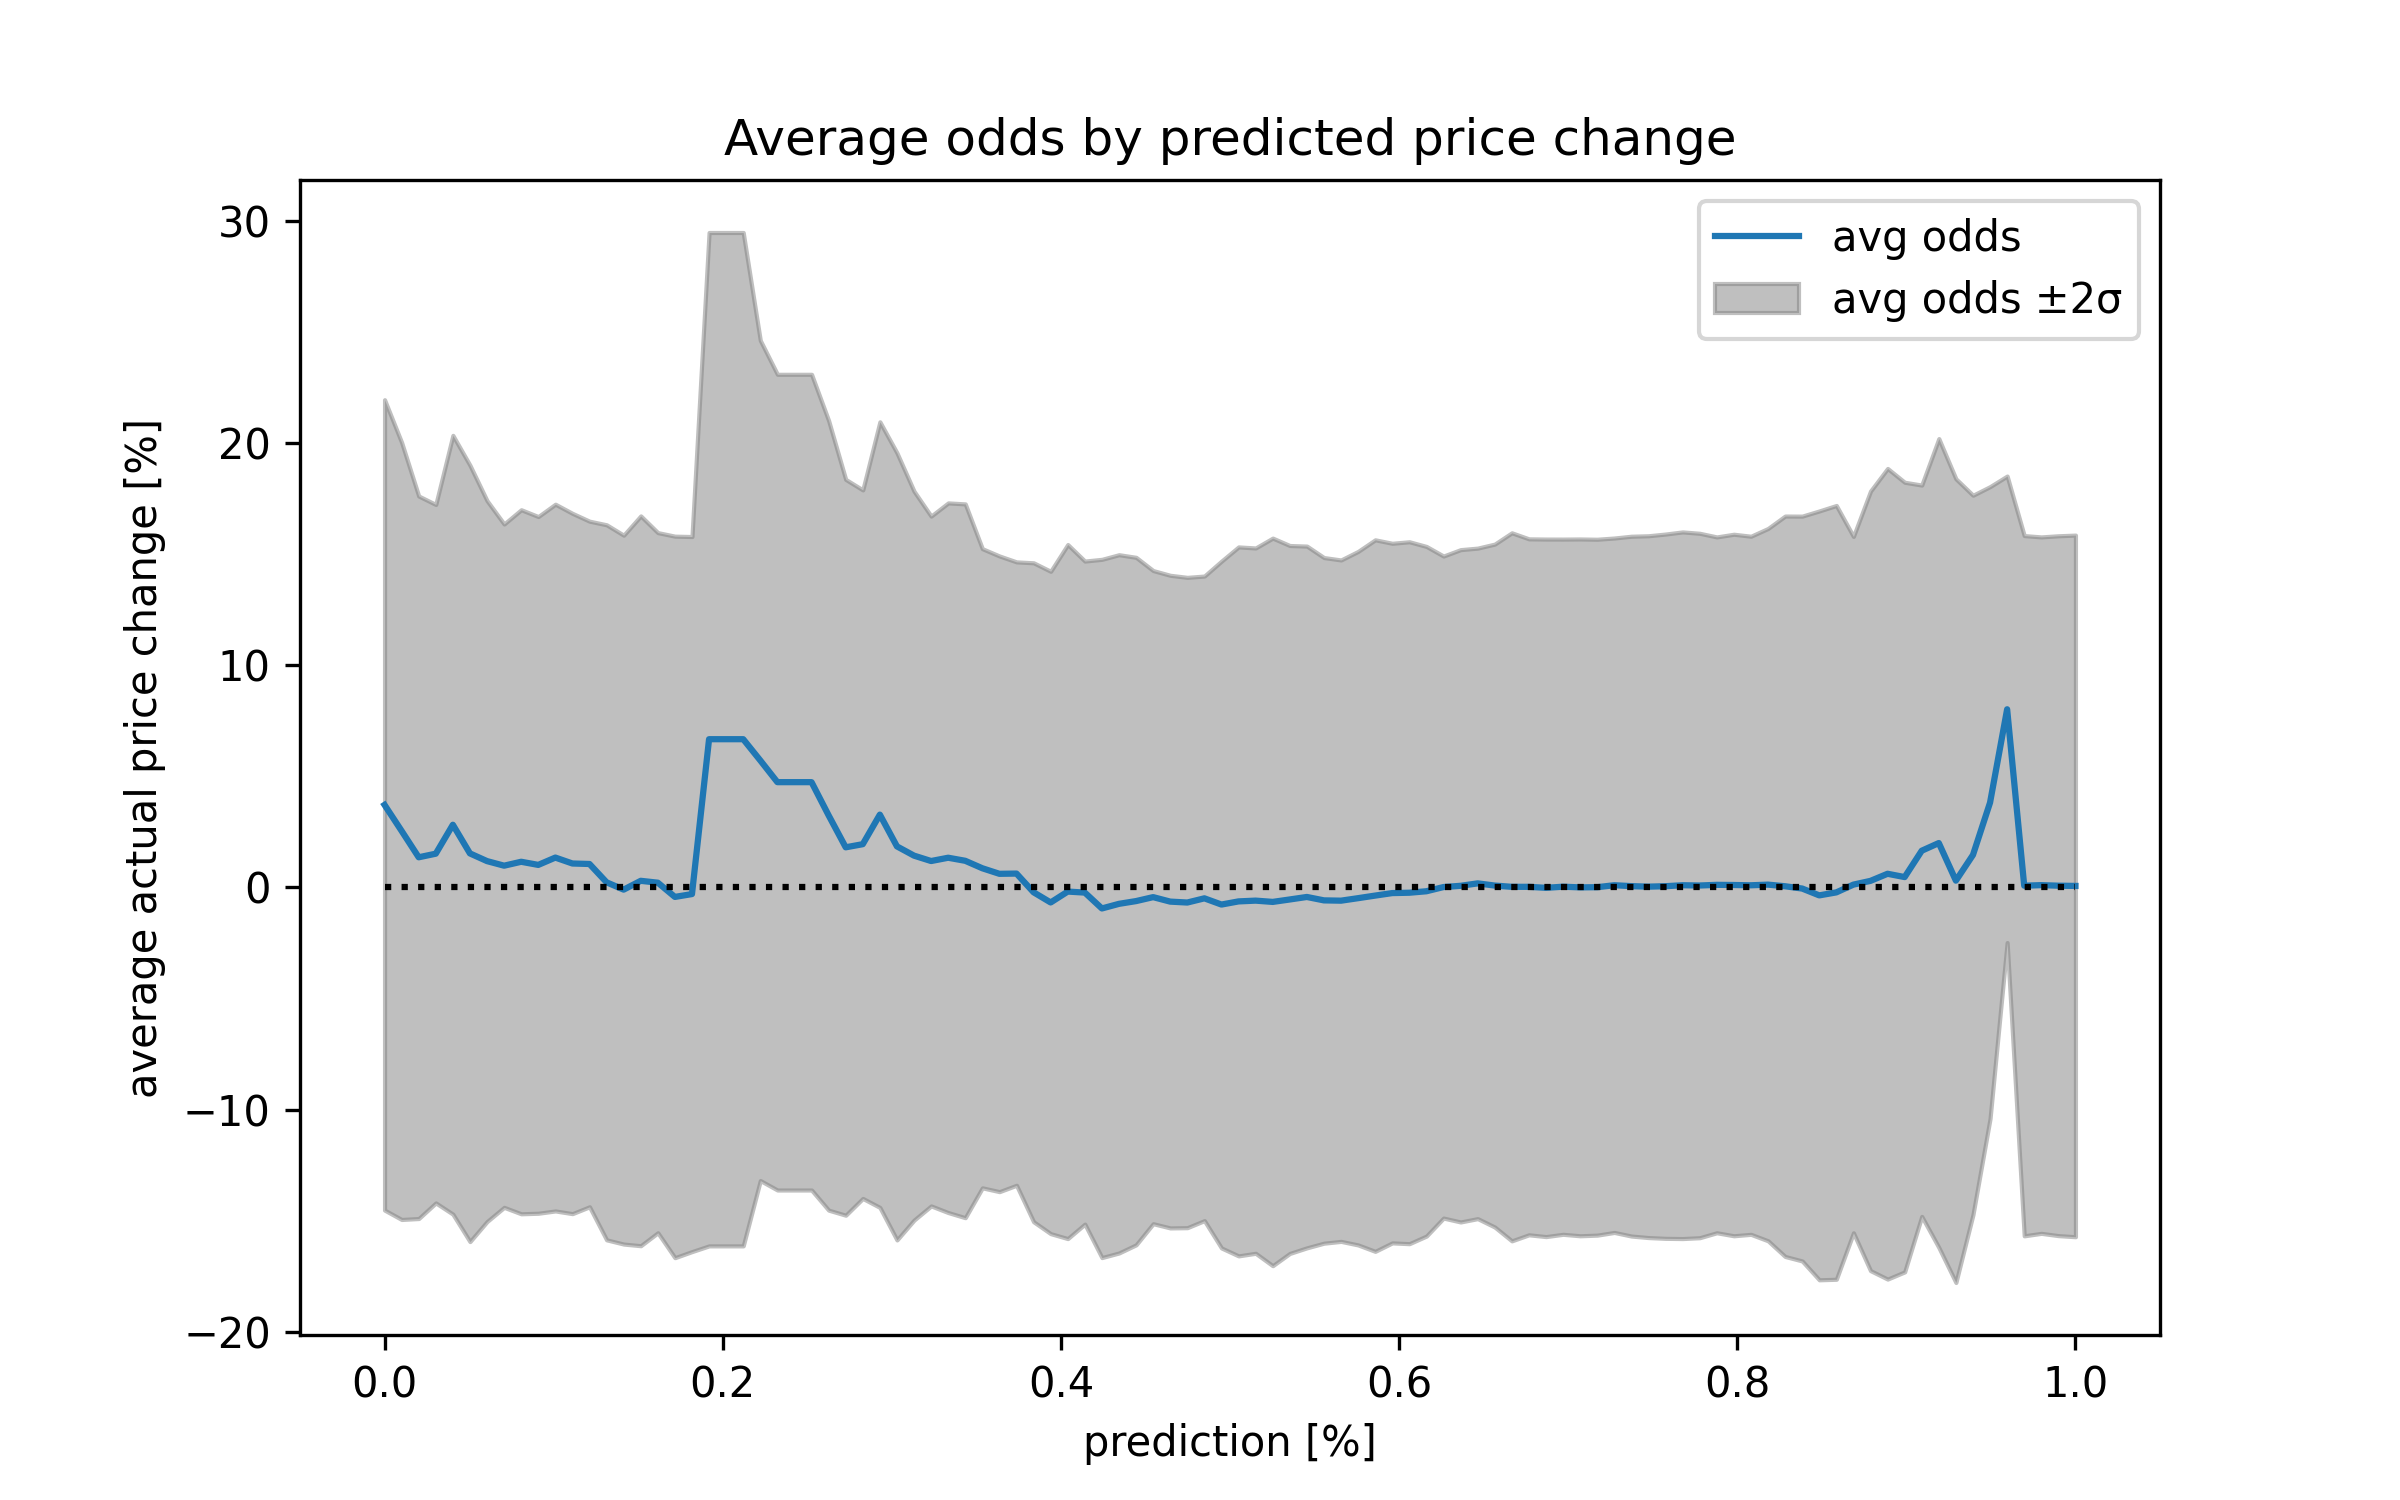 Average odds by predicted price change
avg odds
avg odds ±2σ
30
20
10
0
−10
−20
average actual price change [%]
0.0 0.2 0.4 0.6 0.8 1.0
prediction [%]